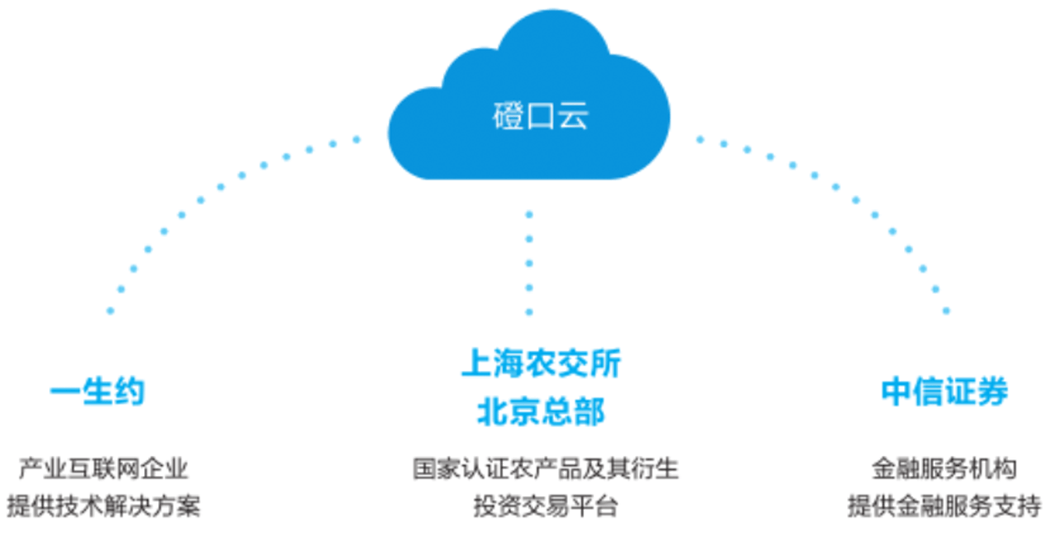 磴口云
一生约
产业互联网企业
提供技术解决方案
上海农交所
北京总部
国家认证农产品及其衍生
投资交易平台
中信证券
金融服务机构
提供金融服务支持